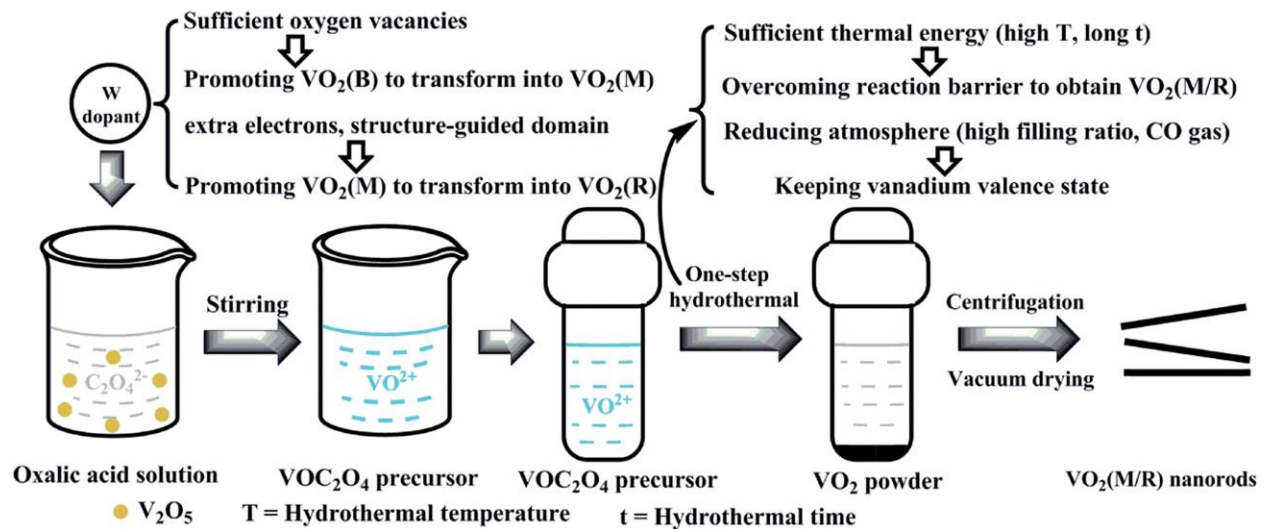 Sufficient oxygen vacancies
Promoting VO₂(B) to transform into VO₂(M)
extra electrons, structure-guided domain
Promoting VO₂(M) to transform into VO₂(R)
W
dopant
Sufficient thermal energy (high T, long t)
Overcoming reaction barrier to obtain VO₂(M/R)
Reducing atmosphere (high filling ratio, CO gas)
Keeping vanadium valence state
Stirring
One-step
hydrothermal
Centrifugation
Vacuum drying
C₂O₄²⁻
VO²⁺
VO²⁺
Oxalic acid solution
VOC₂O₄ precursor
VOC₂O₄ precursor
VO₂ powder
VO₂(M/R) nanorods
V₂O₅
T = Hydrothermal temperature
t = Hydrothermal time